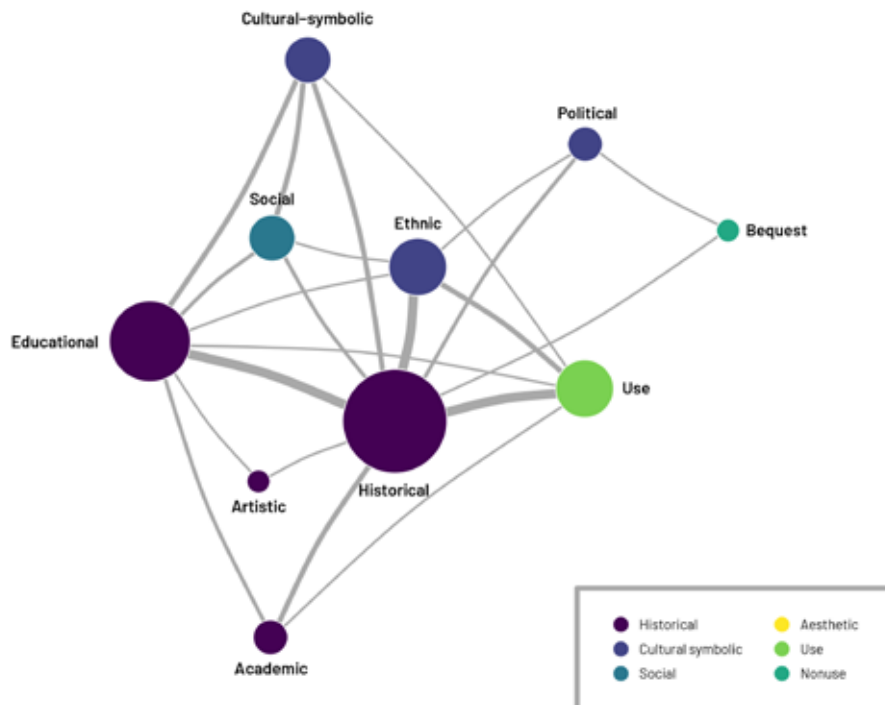 Cultural-symbolic
Political
Social
Ethnic
Bequest
Educational
Use
Historical
Artistic
Academic
Historical
Cultural symbolic
Social
Aesthetic
Use
Nonuse